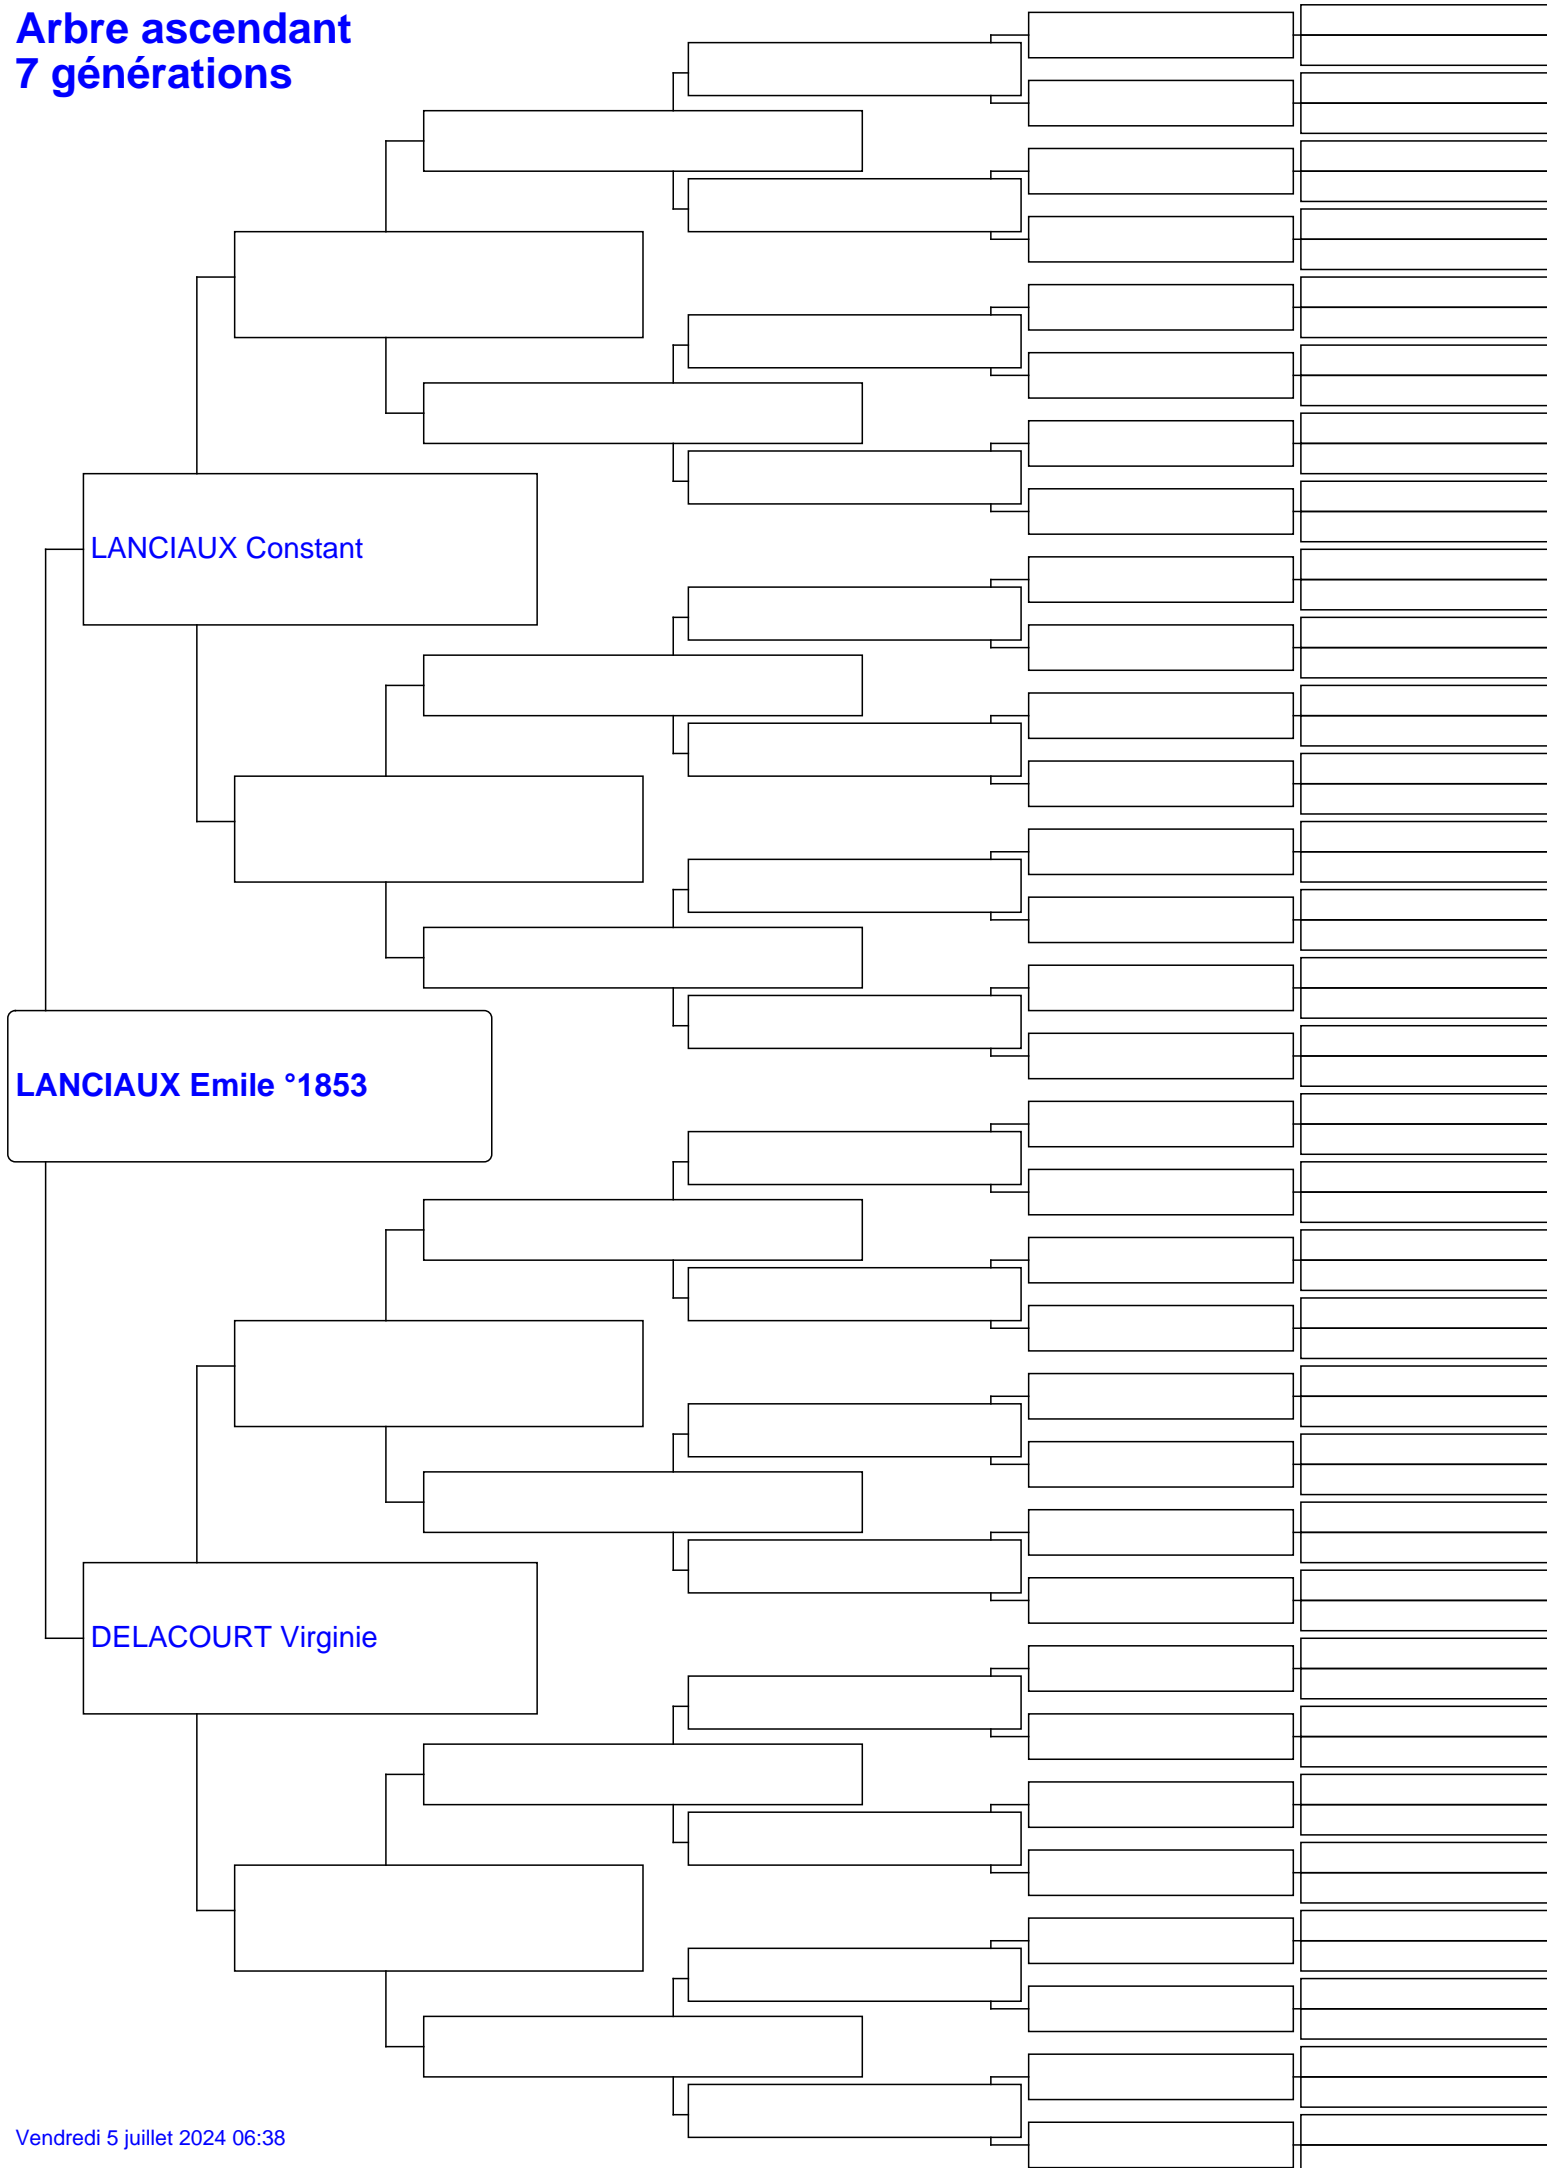 Arbre ascendant
7 générations
LANCIAUX Constant
LANCIAUX Emile °1853
DELACOURT Virginie
Vendredi 5 juillet 2024 06:38